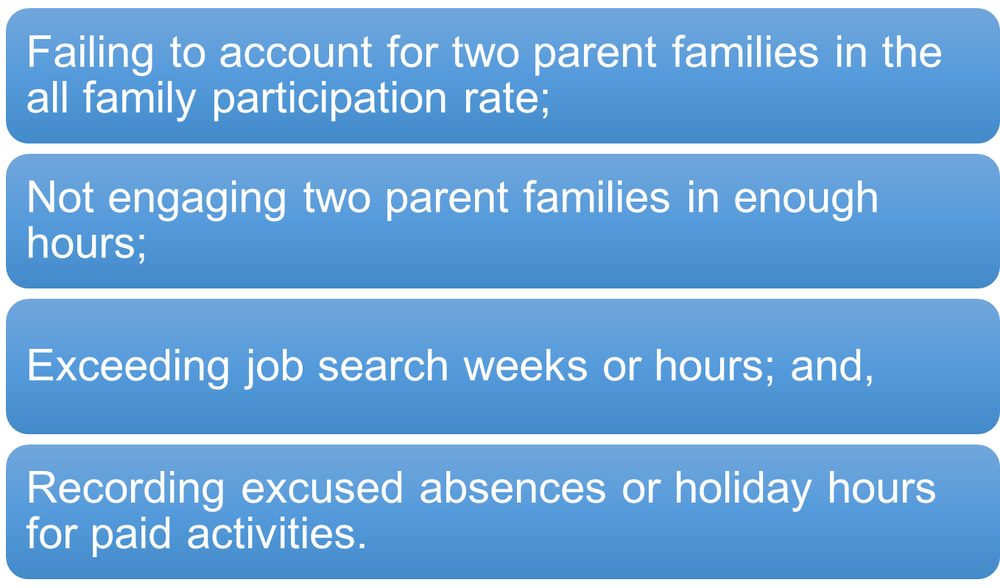 Failing to account for two parent families in the
all family participation rate;
Not engaging two parent families in enough
hours;
Exceeding job search weeks or hours; and,
Recording excused absences or holiday hours
for paid activities.